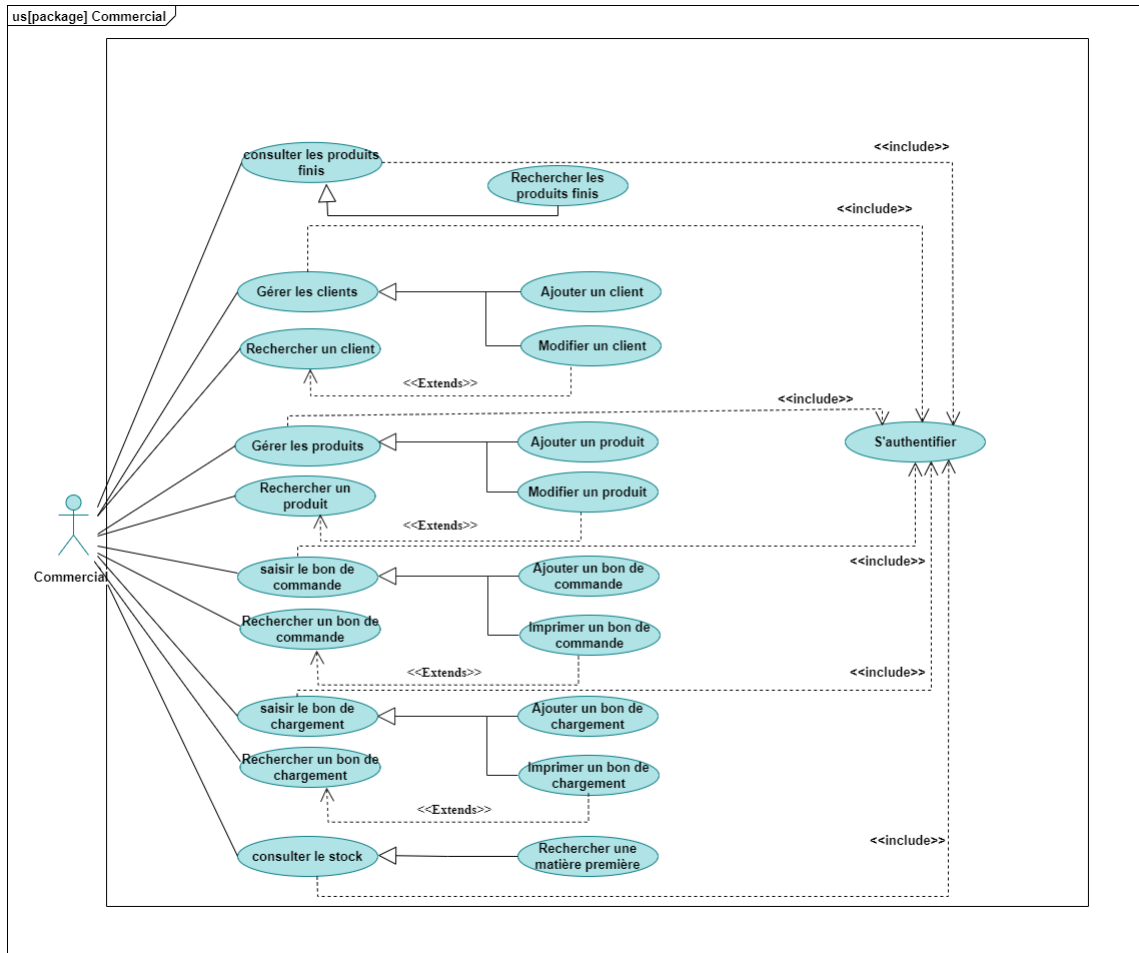 us[package] Commercial
consulter les produits
finis
<<include>>
Rechercher les
produits finis
<<include>>
Gérer les clients
Ajouter un client
Rechercher un client
Modifier un client
<<Extends>>
<<include>>
Gérer les produits
Ajouter un produit
S'authentifier
Rechercher un
produit
Modifier un produit
<<Extends>>
Commercial
saisir le bon de
commande
Ajouter un bon de
commande
<<include>>
Rechercher un bon de
commande
Imprimer un bon de
commande
<<Extends>>
<<include>>
saisir le bon de
chargement
Ajouter un bon de
chargement
Rechercher un bon de
chargement
Imprimer un bon de
chargement
<<Extends>>
<<include>>
consulter le stock
Rechercher une
matière première